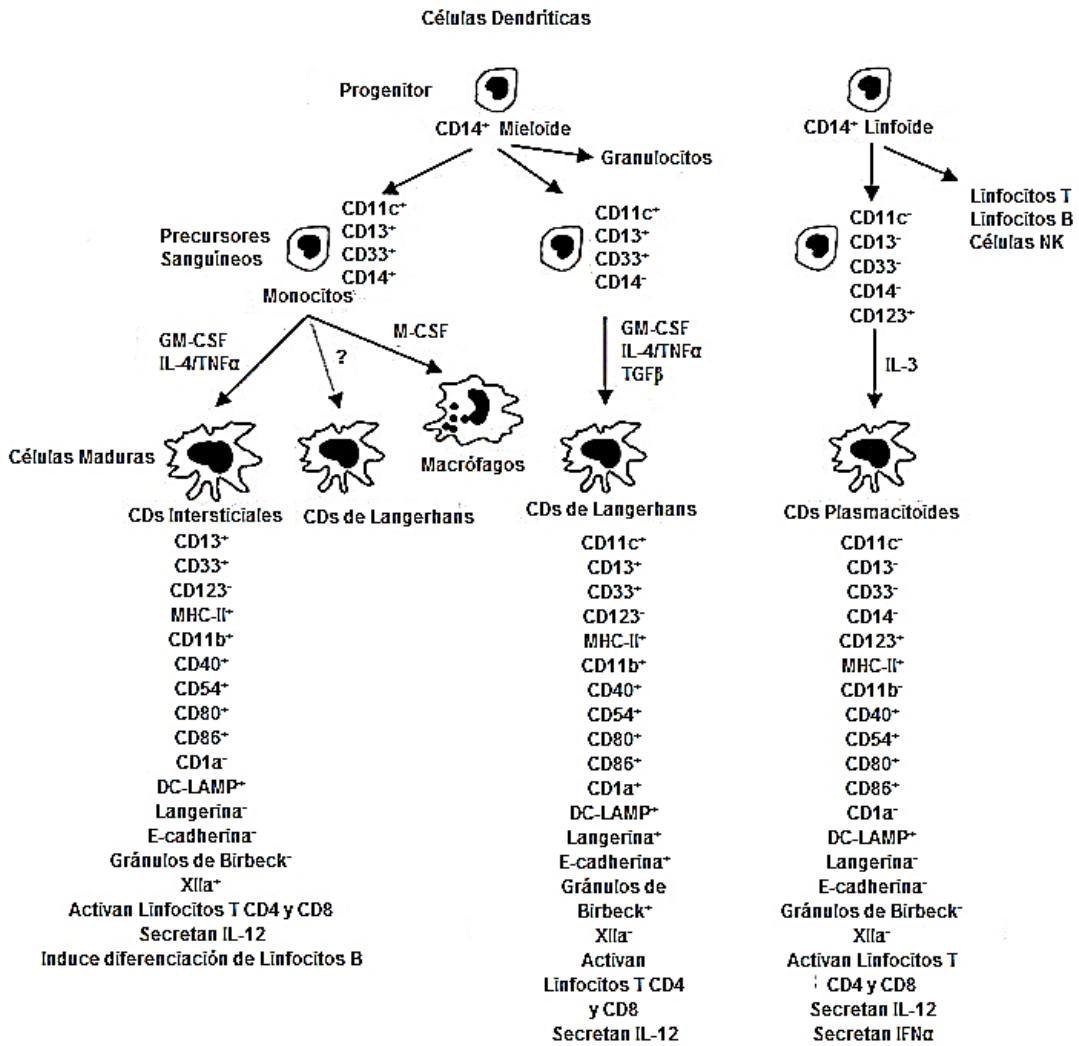 Células Dendríticas
Progenitor
CD14⁺ Mieloide
CD14⁺ Linfoide
Granulocitos
Linfocitos T
Linfocitos B
Células NK
Precursores
Sanguíneos
CD11c⁺
CD13⁺
CD33⁺
CD14⁺
Monocitos
CD11c⁺
CD13⁺
CD33⁺
CD14⁻
CD11c⁻
CD13⁻
CD33⁻
CD14⁻
CD123⁺
GM-CSF
IL-4/TNFα
?
M-CSF
GM-CSF
IL-4/TNFα
TGFβ
IL-3
Células Maduras
Macrófagos
CDs Intersticiales
CD13⁺
CD33⁺
CD123⁻
MHC-II⁺
CD11b⁺
CD40⁺
CD54⁺
CD80⁺
CD86⁺
CD1a⁻
DC-LAMP⁺
Langerina⁻
E-cadherina⁻
Gránulos de Birbeck⁻
XIIa⁺
Activan Linfocitos T CD4 y CD8
Secretan IL-12
Induce diferenciación de Linfocitos B
CDs de Langerhans
CDs de Langerhans
CD11c⁺
CD13⁺
CD33⁺
CD123⁻
MHC-II⁺
CD11b⁺
CD40⁺
CD54⁺
CD80⁺
CD86⁺
CD1a⁺
DC-LAMP⁺
Langerina⁺
E-cadherina⁺
Gránulos de
Birbeck⁺
XIIa⁻
Activan
Linfocitos T CD4
y CD8
Secretan IL-12
CDs Plasmacitoides
CD11c⁻
CD13⁻
CD33⁻
CD14⁻
CD123⁺
MHC-II⁺
CD11b⁻
CD40⁺
CD54⁺
CD80⁺
CD86⁺
CD1a⁻
DC-LAMP⁺
Langerina⁻
E-cadherina⁻
Gránulos de Birbeck⁻
XIIa⁻
Activan Linfocitos T
CD4 y CD8
Secretan IL-12
Secretan IFNα